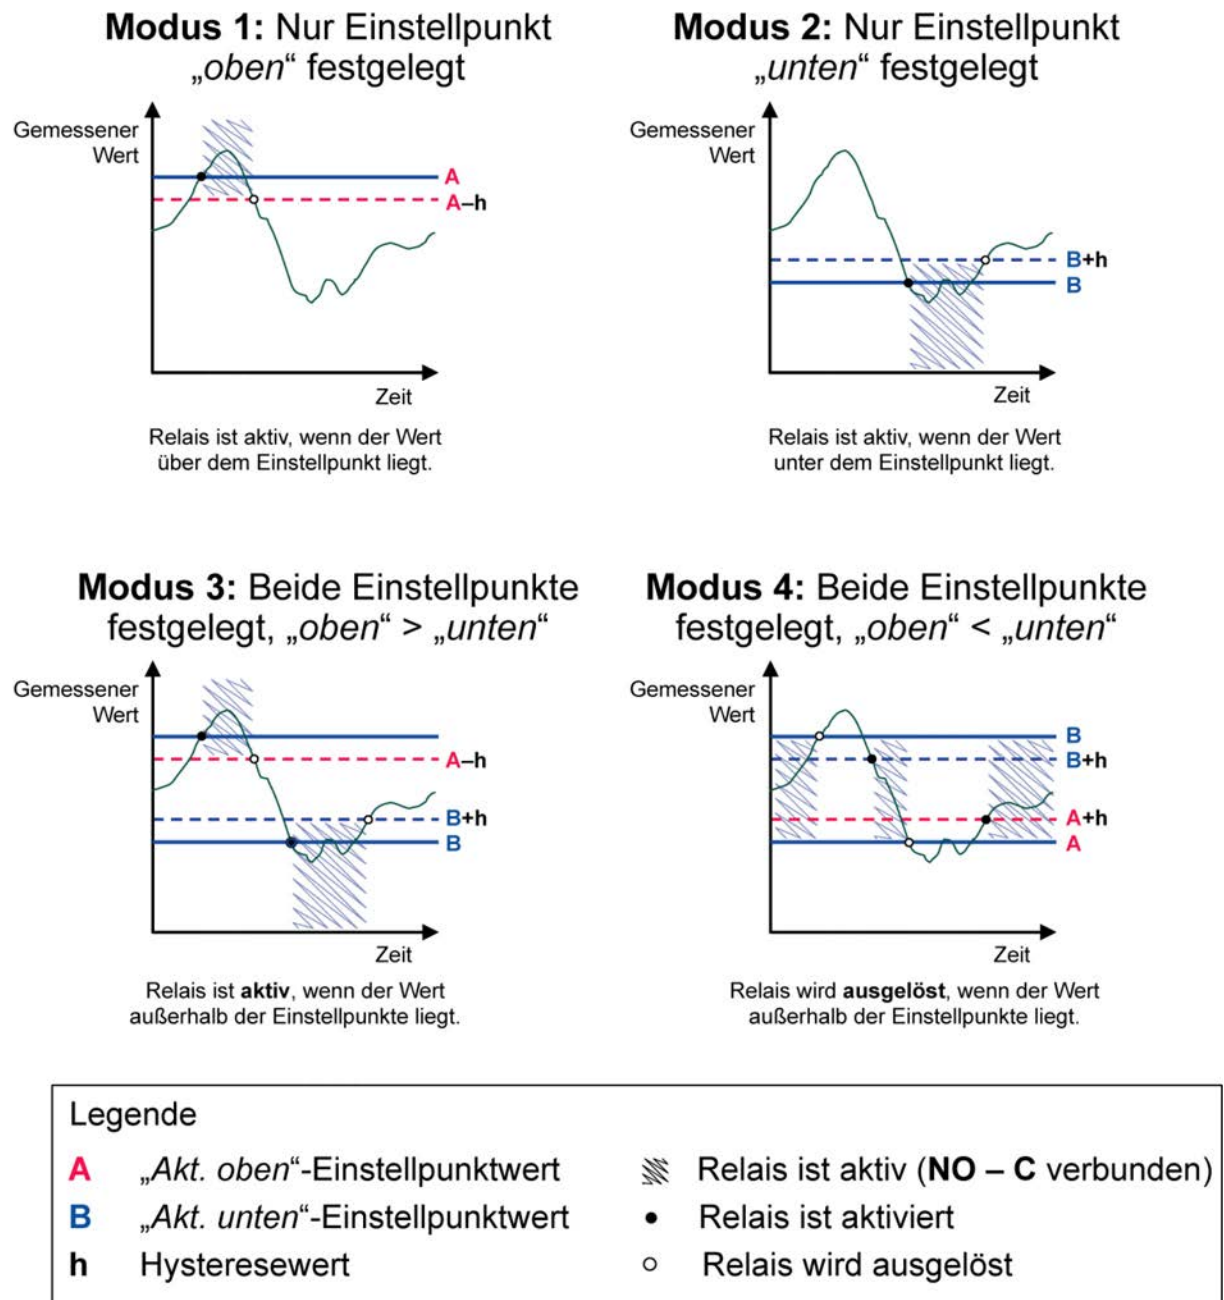 Modus 1: Nur Einstellpunkt
„oben“ festgelegt
Gemessener
Wert
A
A–h
Zeit
Relais ist aktiv, wenn der Wert
über dem Einstellpunkt liegt.
Modus 2: Nur Einstellpunkt
„unten“ festgelegt
Gemessener
Wert
B+h
B
Zeit
Relais ist aktiv, wenn der Wert
unter dem Einstellpunkt liegt.
Modus 3: Beide Einstellpunkte
festgelegt, „oben“ > „unten“
Gemessener
Wert
A–h
B+h
B
Zeit
Relais ist aktiv, wenn der Wert
außerhalb der Einstellpunkte liegt.
Modus 4: Beide Einstellpunkte
festgelegt, „oben“ < „unten“
Gemessener
Wert
B
B+h
A+h
A
Zeit
Relais wird ausgelöst, wenn der Wert
außerhalb der Einstellpunkte liegt.
Legende
A „Akt. oben“-Einstellpunktwert
B „Akt. unten“-Einstellpunktwert
h Hysteresewert
Relais ist aktiv (NO – C verbunden)
Relais ist aktiviert
Relais wird ausgelöst